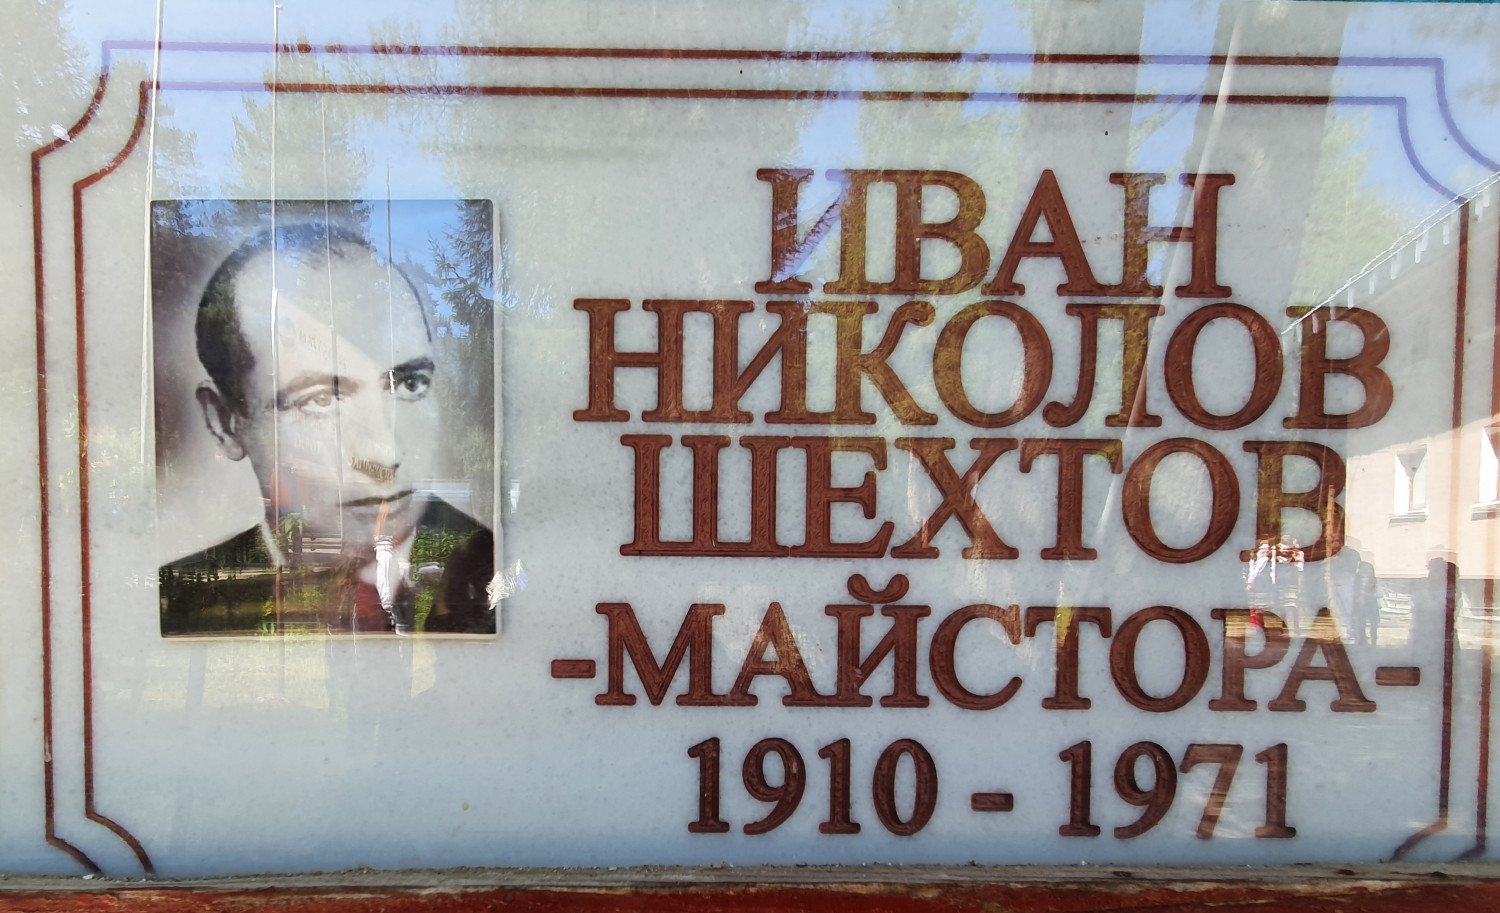 ИВАН
НИКОЛОВ
ШЕХТОВ
-МАЙСТОРА-
1910 - 1971